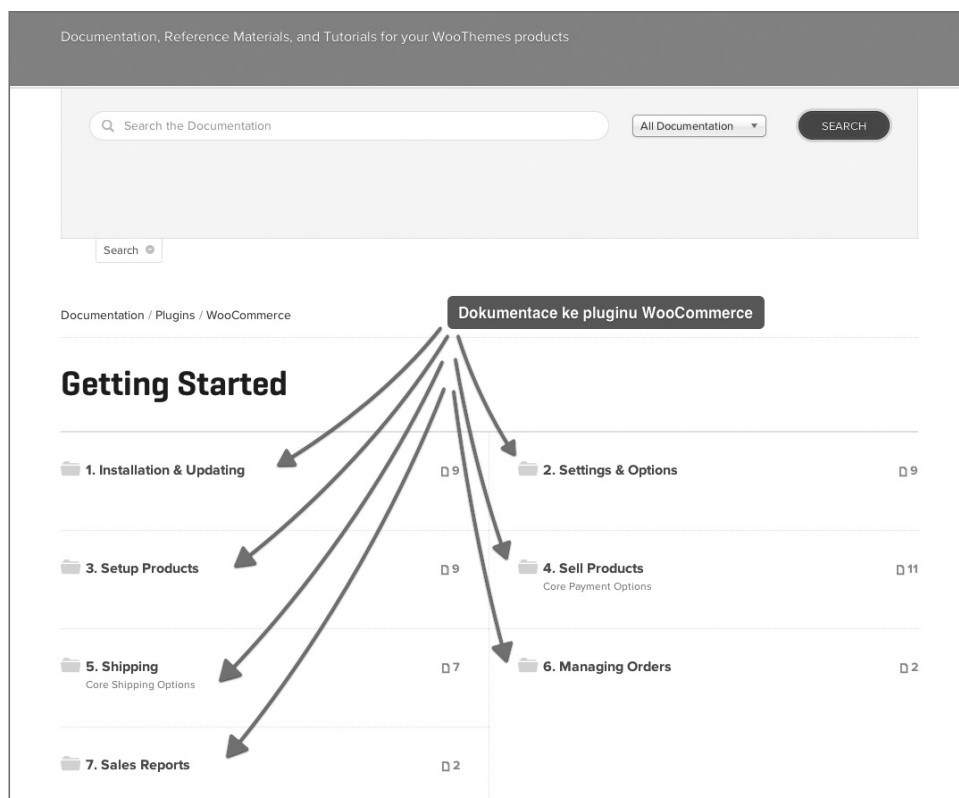 Documentation, Reference Materials, and Tutorials for your WooThemes products
Search the Documentation
All Documentation
SEARCH
Search
Documentation / Plugins / WooCommerce
Dokumentace ke pluginu WooCommerce
Getting Started
1. Installation & Updating 9
2. Settings & Options 9
3. Setup Products 9
4. Sell Products 11
Core Payment Options
5. Shipping 7
Core Shipping Options
6. Managing Orders 2
7. Sales Reports 2